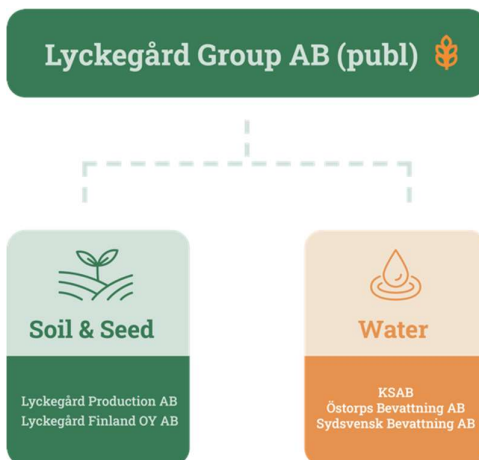 Lyckegård Group AB (publ)
Soil & Seed
Lyckegård Production AB
Lyckegård Finland OY AB
Water
KSAB
Östorps Bevattning AB
Sydsvensk Bevattning AB